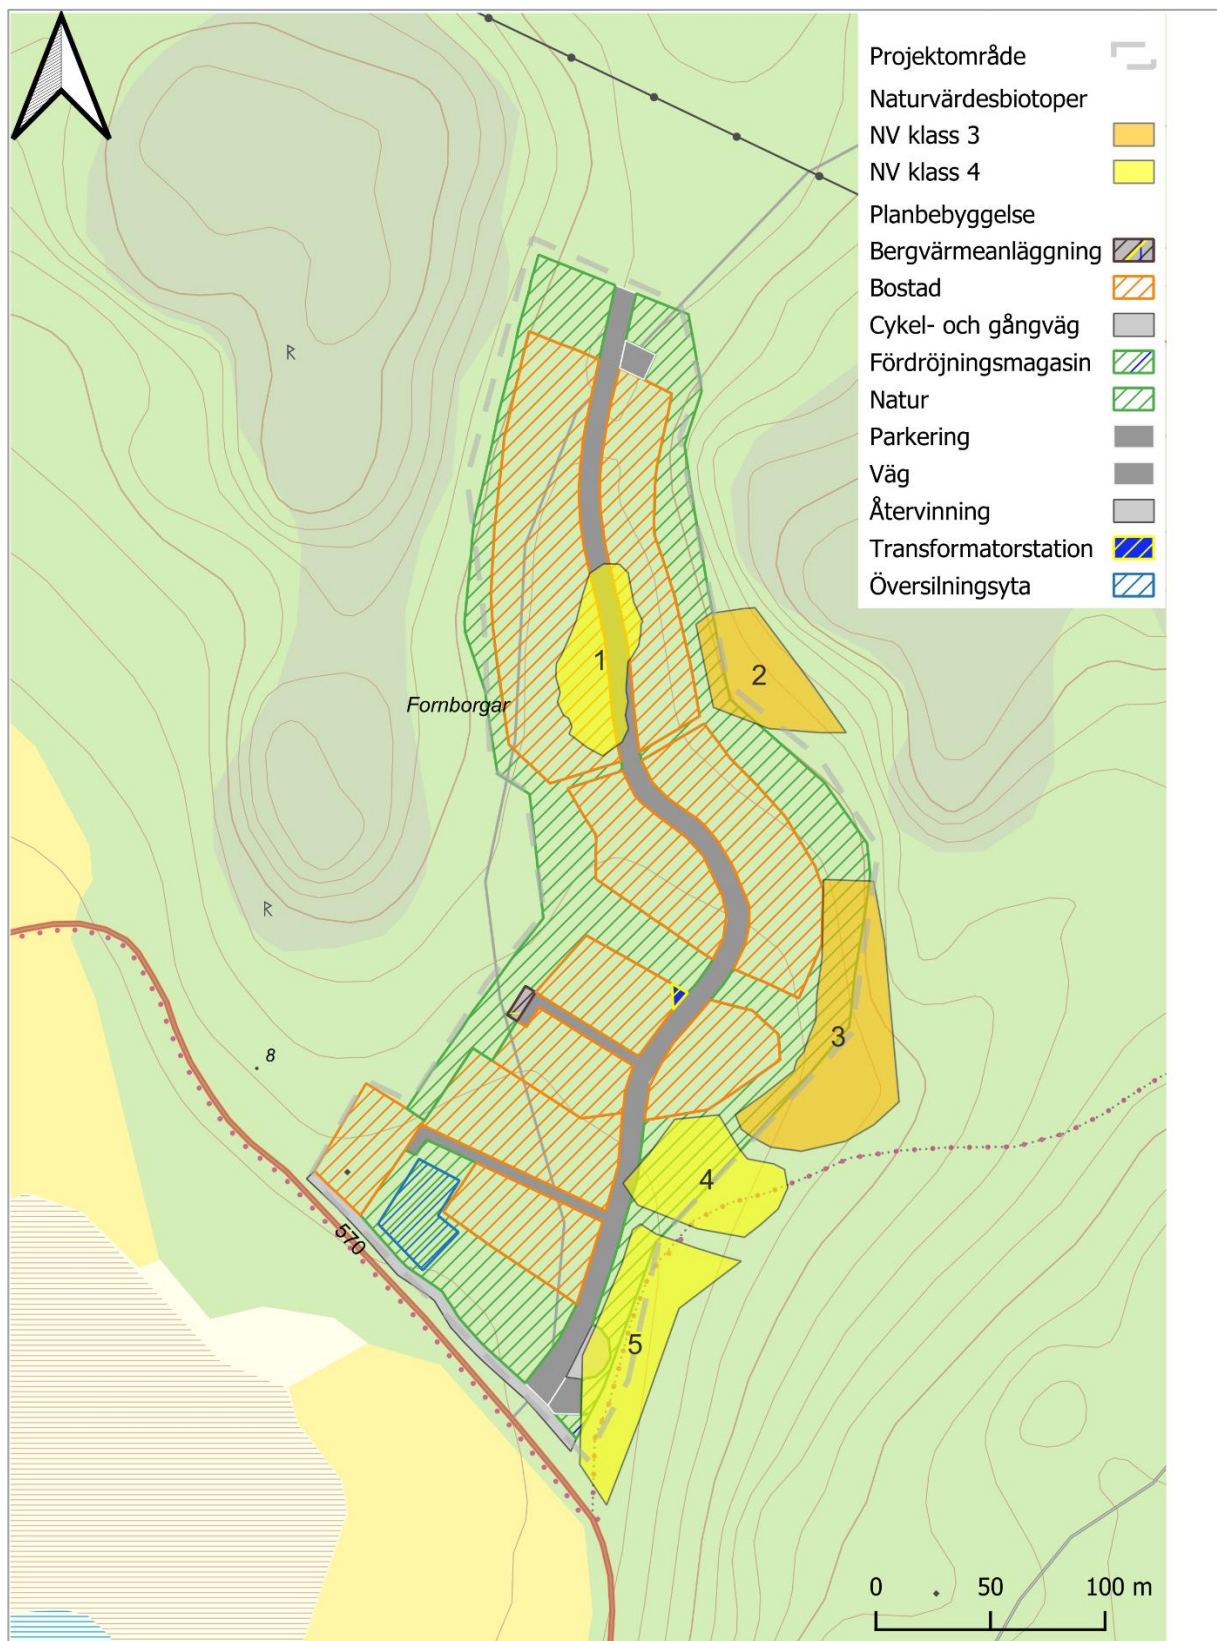 Projektområde
Naturvärdesbiotoper
NV klass 3
NV klass 4
Planbebyggelse
Bergvärmeanläggning
Bostad
Cykel- och gångväg
Fördröjningsmagasin
Natur
Parkering
Väg
Återvinning
Transformatorstation
Översilningsyta
1
2
Fornborgar
3
8
4
570
5
0 50 100 m